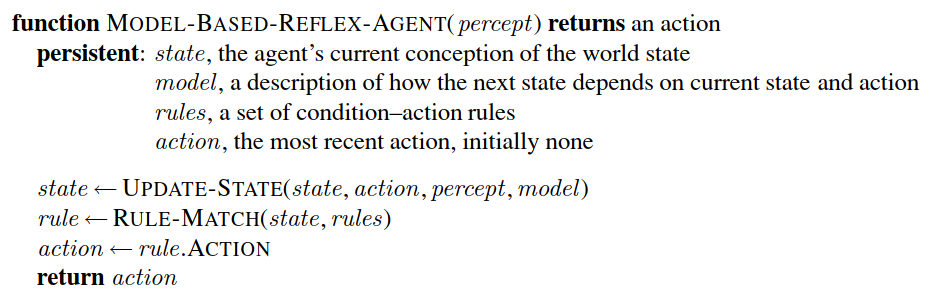 function MODEL-BASED-REFLEX-AGENT(percept) returns an action
persistent: state, the agent's current conception of the world state
model, a description of how the next state depends on current state and action
rules, a set of condition–action rules
action, the most recent action, initially none
state ← UPDATE-STATE(state, action, percept, model)
rule ← RULE-MATCH(state, rules)
action ← rule.ACTION
return action